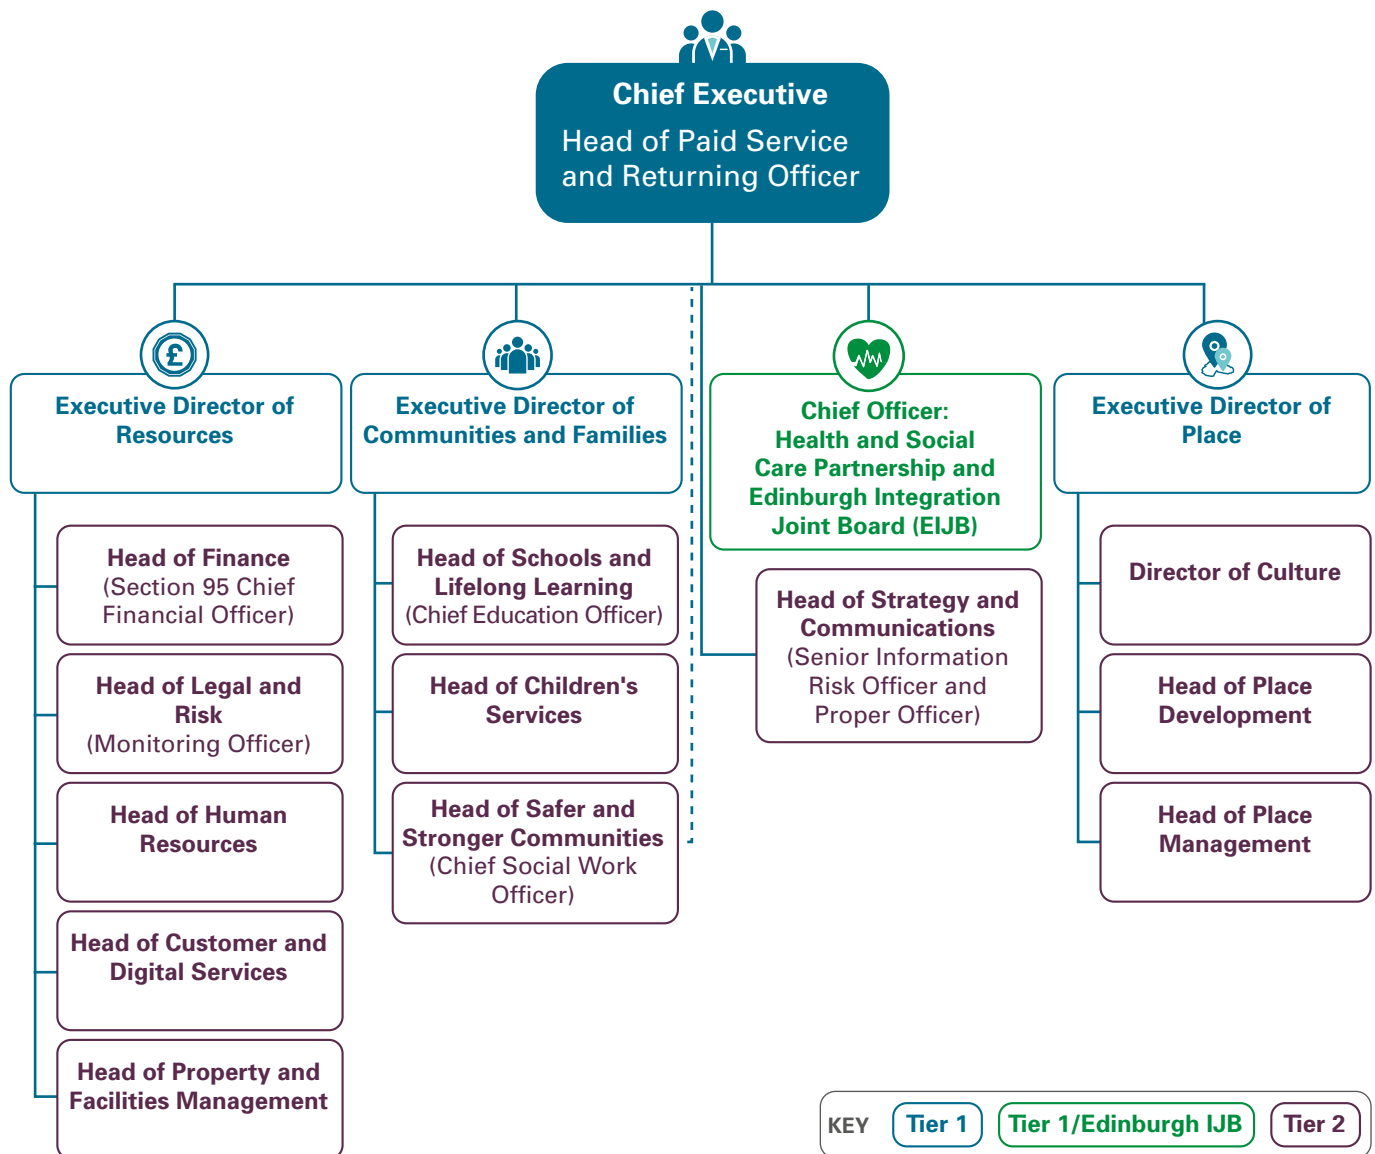 Chief Executive
Head of Paid Service
and Returning Officer
Executive Director of
Resources
Executive Director of
Communities and Families
Chief Officer:
Health and Social
Care Partnership and
Edinburgh Integration
Joint Board (EIJB)
Executive Director of
Place
Head of Finance
(Section 95 Chief
Financial Officer)
Head of Legal and
Risk
(Monitoring Officer)
Head of Human
Resources
Head of Customer and
Digital Services
Head of Property and
Facilities Management
Head of Schools and
Lifelong Learning
(Chief Education Officer)
Head of Children's
Services
Head of Safer and
Stronger Communities
(Chief Social Work
Officer)
Head of Strategy and
Communications
(Senior Information
Risk Officer and
Proper Officer)
Director of Culture
Head of Place
Development
Head of Place
Management
KEY Tier 1 Tier 1/Edinburgh IJB Tier 2